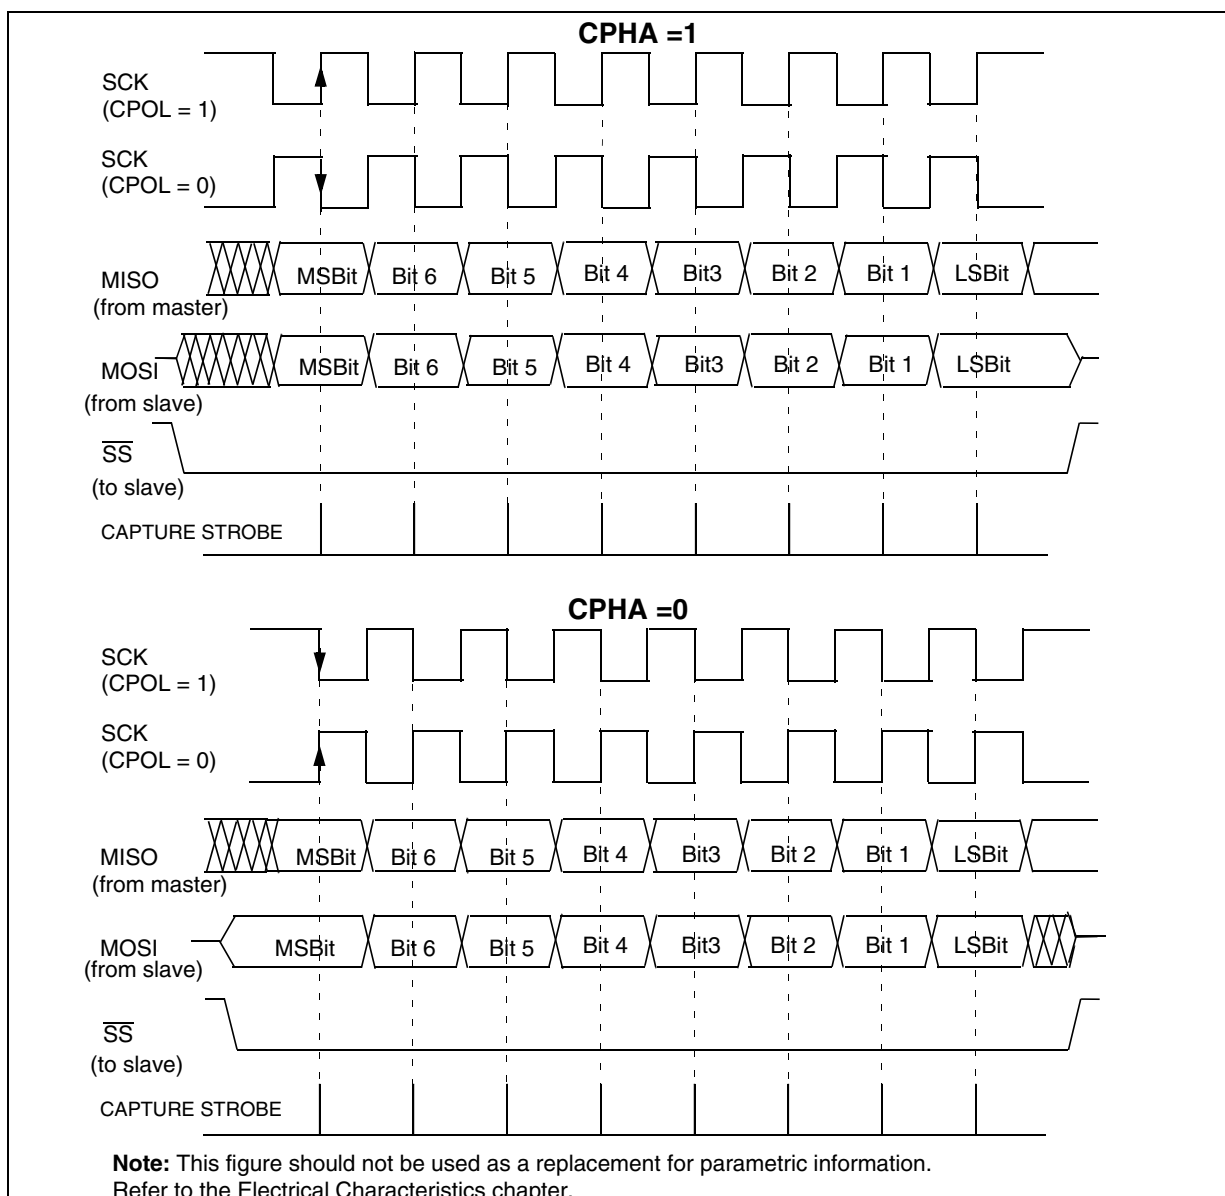 CPHA =1
SCK
(CPOL = 1)
SCK
(CPOL = 0)
MISO
(from master)
MSBit Bit 6 Bit 5 Bit 4 Bit3 Bit 2 Bit 1 LSBit
MOSI
(from slave)
MSBit Bit 6 Bit 5 Bit 4 Bit3 Bit 2 Bit 1 LSBit
SS
(to slave)
CAPTURE STROBE
CPHA =0
SCK
(CPOL = 1)
SCK
(CPOL = 0)
MISO
(from master)
MSBit Bit 6 Bit 5 Bit 4 Bit3 Bit 2 Bit 1 LSBit
MOSI
(from slave)
MSBit Bit 6 Bit 5 Bit 4 Bit3 Bit 2 Bit 1 LSBit
SS
(to slave)
CAPTURE STROBE
Note: This figure should not be used as a replacement for parametric information.
Refer to the Electrical Characteristics chapter.